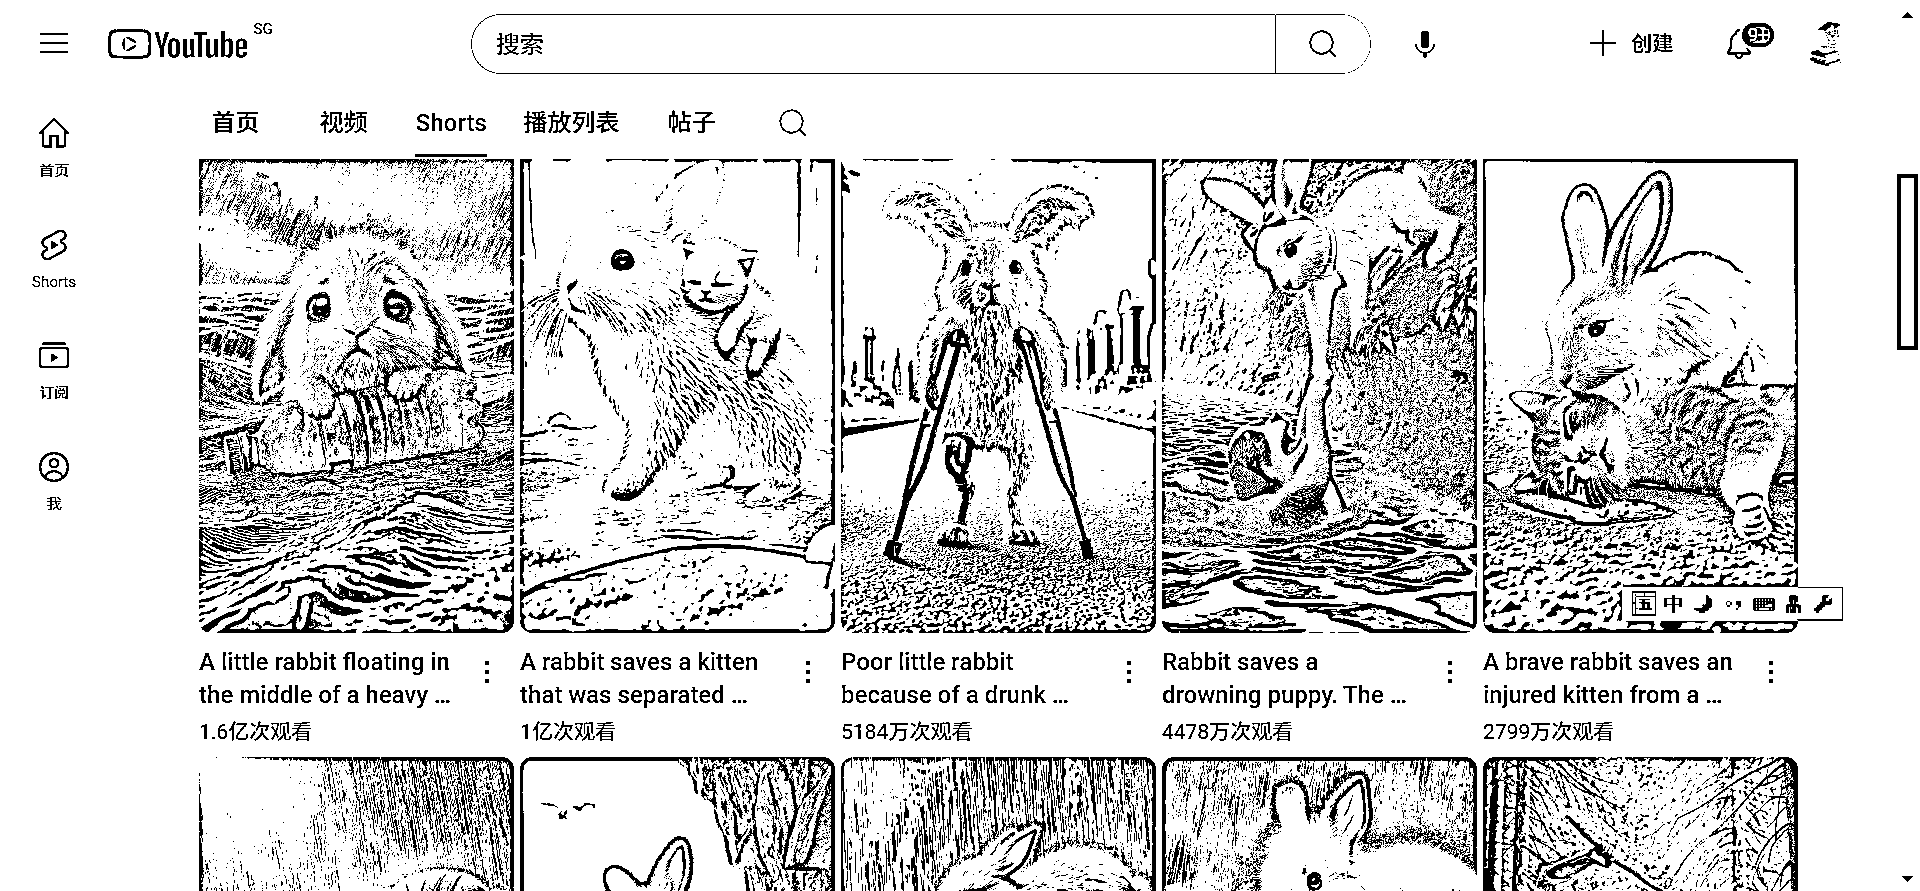 YouTube SG
搜索
创建
9+
首页
视频
Shorts
播放列表
帖子
首页
Shorts
订阅
我
五 中
A little rabbit floating in
the middle of a heavy ...
1.6亿次观看
A rabbit saves a kitten
that was separated ...
1亿次观看
Poor little rabbit
because of a drunk ...
5184万次观看
Rabbit saves a
drowning puppy. The ...
4478万次观看
A brave rabbit saves an
injured kitten from a ...
2799万次观看